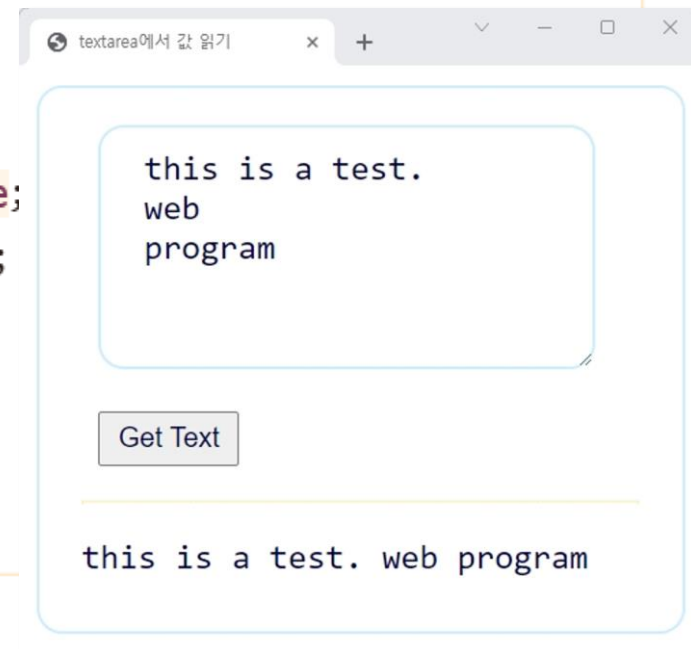 textarea에서 값 읽기
e;
;
this is a test.
web
program
Get Text
this is a test. web program